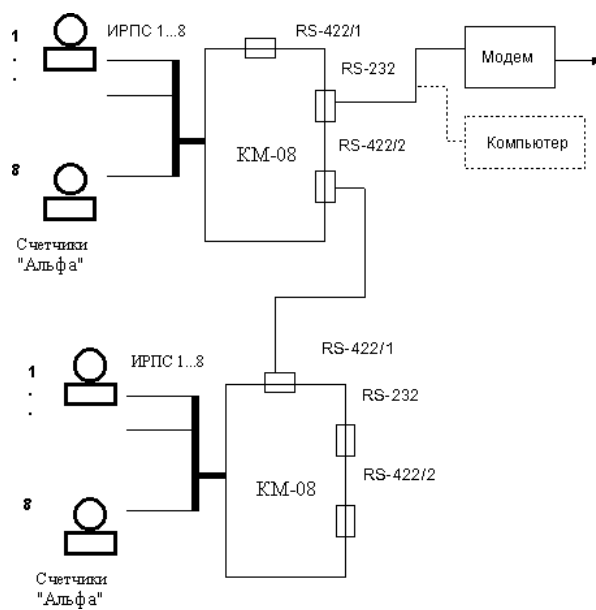 1
ИРПС 1...8
RS-422/1
RS-232
Модем
.
.
КМ-08
RS-422/2
Компьютер
8
Счетчики
"Альфа"
RS-422/1
1
ИРПС 1...8
RS-232
.
.
КМ-08
RS-422/2
8
Счетчики
"Альфа"